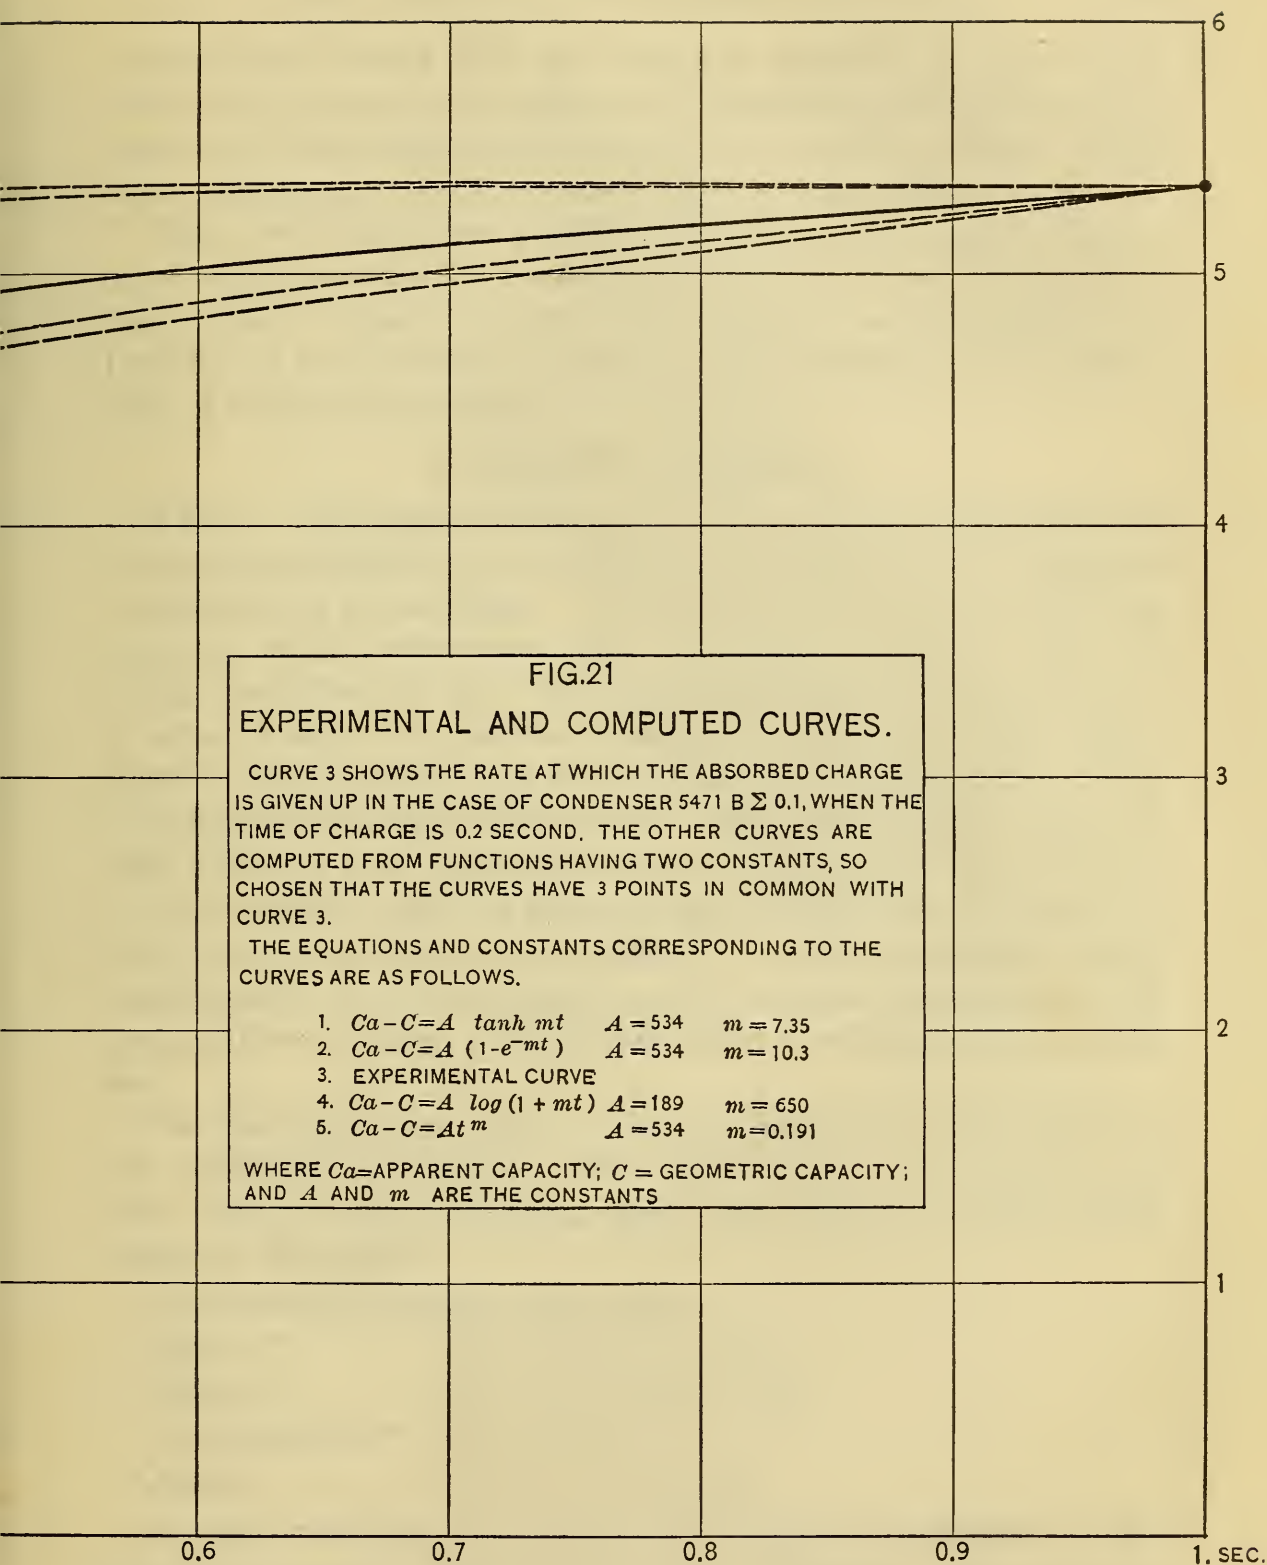 6
5
4
FIG.21
EXPERIMENTAL AND COMPUTED CURVES.
CURVE 3 SHOWS THE RATE AT WHICH THE ABSORBED CHARGE
IS GIVEN UP IN THE CASE OF CONDENSER 5471 B Σ 0.1, WHEN THE
TIME OF CHARGE IS 0.2 SECOND. THE OTHER CURVES ARE
COMPUTED FROM FUNCTIONS HAVING TWO CONSTANTS, SO
CHOSEN THAT THE CURVES HAVE 3 POINTS IN COMMON WITH
CURVE 3.
THE EQUATIONS AND CONSTANTS CORRESPONDING TO THE
CURVES ARE AS FOLLOWS.
1. Ca-C=A tanh mt A=534 m=7.35
2. Ca-C=A (1-e⁻ᵐᵗ) A=534 m=10.3
3. EXPERIMENTAL CURVE
4. Ca-C=A log (1+mt) A=189 m=650
5. Ca-C=Atᵐ A=534 m=0.191
WHERE Ca=APPARENT CAPACITY; C = GEOMETRIC CAPACITY;
AND A AND m ARE THE CONSTANTS
3
2
1
0.6 0.7 0.8 0.9 1. SEC.